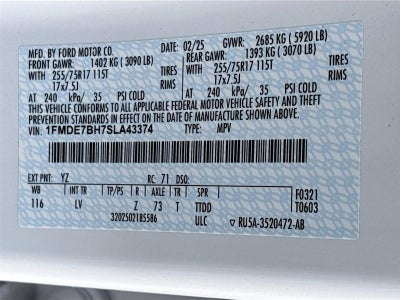 MFD. BY FORD MOTOR CO.
DATE: 02/25 GVWR: 2685 KG ( 5920 LB)
FRONT GAWR: 1402 KG ( 3090 LB) REAR GAWR: 1393 KG ( 3070 LB)
WITH 255/75R17 115T WITH 255/75R17 115T
17x7.5J 17x7.5J
AT 240 kPa/ 35 PSI COLD AT 240 kPa/ 35 PSI COLD
THIS VEHICLE CONFORMS TO ALL APPLICABLE FEDERAL MOTOR VEHICLE SAFETY AND THEFT
PREVENTION STANDARDS IN EFFECT ON THE DATE OF MANUFACTURE SHOWN ABOVE.
1FMDE7BH7SLA43374 TYPE: MPV
EXT PNT: YZ RC: 71 DSO:
WB INT TR TP/PS R AXLE TR SPR F0321
116 LV Z 73 T TTDD T0603
3202502185586 ULC
RU5A-3520472-AB